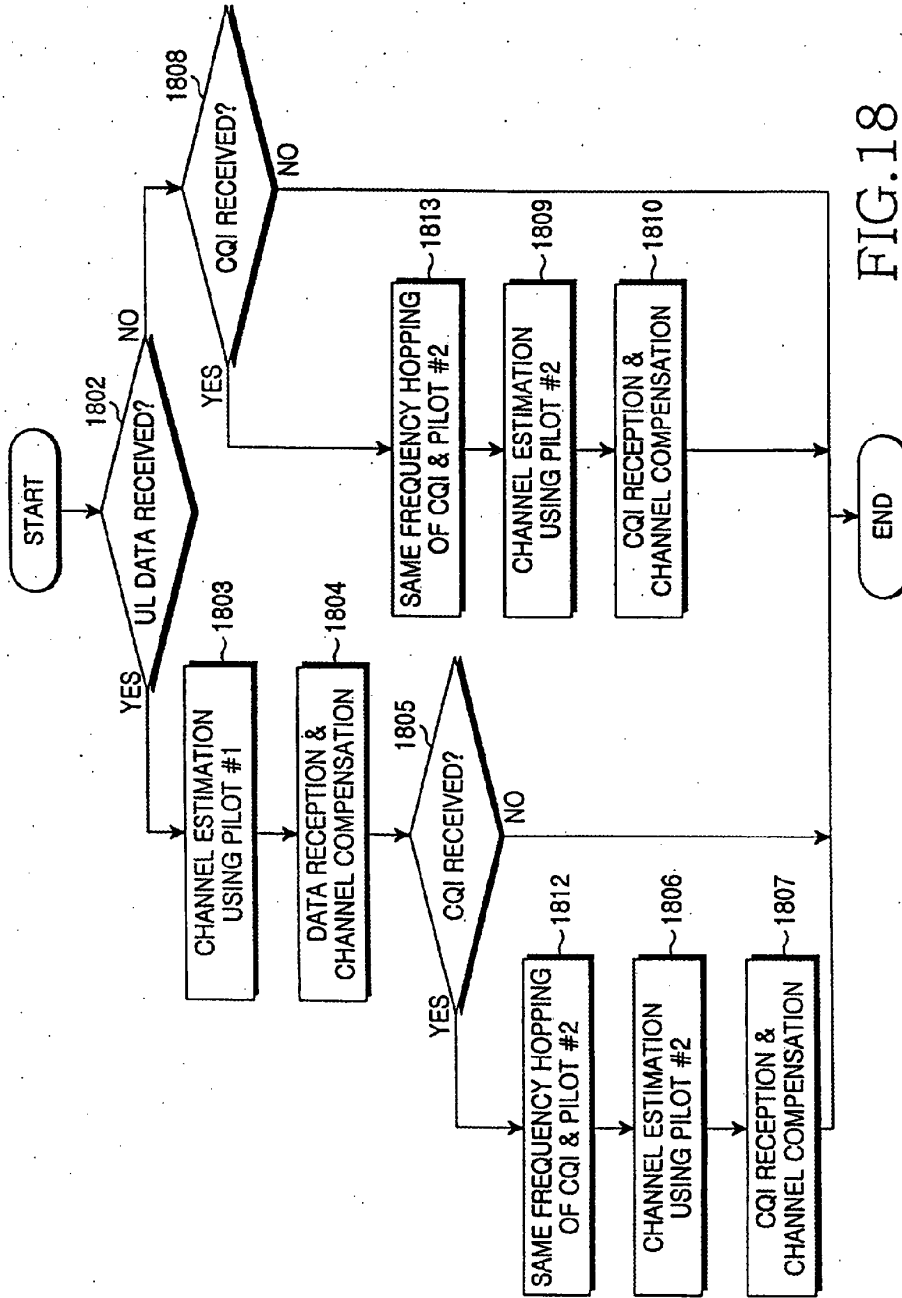 START
1802
UL DATA RECEIVED?
YES
NO
1803
CHANNEL ESTIMATION
USING PILOT #1
1804
DATA RECEPTION &
CHANNEL COMPENSATION
1805
CQI RECEIVED?
YES
NO
1812
SAME FREQUENCY HOPPING
OF CQI & PILOT #2
1806
CHANNEL ESTIMATION
USING PILOT #2
1807
CQI RECEPTION &
CHANNEL COMPENSATION
1808
CQI RECEIVED?
YES
NO
1813
SAME FREQUENCY HOPPING
OF CQI & PILOT #2
1809
CHANNEL ESTIMATION
USING PILOT #2
1810
CQI RECEPTION &
CHANNEL COMPENSATION
END
FIG.18